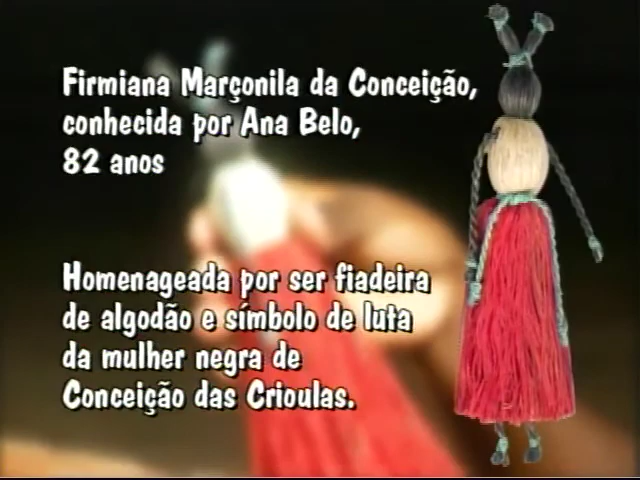 Firmiana Marçonila da Conceição,
conhecida por Ana Belo,
82 anos
Homenageada por ser fiadeira
de algodão e símbolo de luta
da mulher negra de
Conceição das Crioulas.